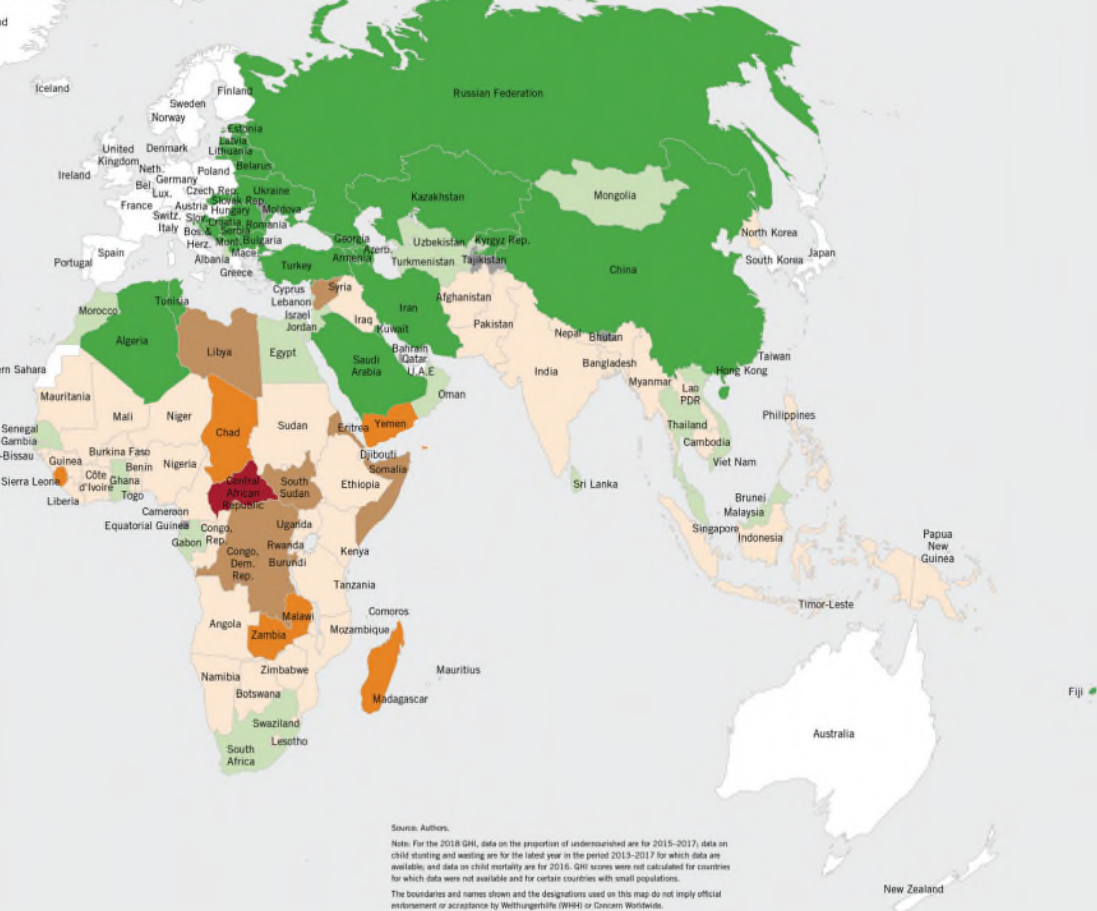 Iceland
Finland
Sweden
Norway
Estonia
Latvia
Lithuania
United
Kingdom
Denmark
Ireland
Neth.
Poland
Belarus
Bel.
Germany
Lux.
Czech Rep.
Ukraine
Slovak Rep.
France
Austria
Hungary
Moldova
Switz.
Slov.
Croatia
Romania
Italy
Bos.&
Herz.
Serbia
Mont.
Bulgaria
Mace.
Albania
Greece
Spain
Portugal
Russian Federation
Kazakhstan
Mongolia
Georgia
Armenia
Azerb.
Uzbekistan
Kyrgyz Rep.
Turkmenistan
Tajikistan
North Korea
South Korea
Japan
China
Turkey
Cyprus
Lebanon
Israel
Jordan
Syria
Iraq
Iran
Kuwait
Afghanistan
Pakistan
Bahrain
Qatar
U.A.E
Saudi
Arabia
Oman
Yemen
Nepal
Bhutan
India
Bangladesh
Myanmar
Lao
PDR
Taiwan
Hong Kong
Thailand
Cambodia
Viet Nam
Philippines
Sri Lanka
Brunei
Malaysia
Singapore
Indonesia
Papua
New
Guinea
Timor-Leste
Morocco
Tunisia
Algeria
Libya
Egypt
ern Sahara
Mauritania
Mali
Niger
Chad
Sudan
Eritrea
Djibouti
Somalia
Senegal
Gambia
-Bissau
Guinea
Sierra Leone
Liberia
Burkina Faso
Côte
d'Ivoire
Ghana
Benin
Togo
Nigeria
Cameroon
Equatorial Guinea
Gabon
Central
African
Republic
South
Sudan
Ethiopia
Congo,
Rep.
Congo,
Dem.
Rep.
Uganda
Rwanda
Burundi
Kenya
Tanzania
Angola
Zambia
Malawi
Mozambique
Comoros
Namibia
Zimbabwe
Botswana
Madagascar
Mauritius
Swaziland
Lesotho
South
Africa
Australia
New Zealand
Fiji
Source: Authors.
Note: For the 2018 GHI, data on the proportion of undernourished are for 2015–2017; data on
child stunting and wasting are for the latest year in the period 2013–2017 for which data are
available; and data on child mortality are for 2016. GHI scores were not calculated for countries
for which data were not available and for certain countries with small populations.
The boundaries and names shown and the designations used on this map do not imply official
endorsement or acceptance by Welthungerhilfe (WHH) or Concern Worldwide.